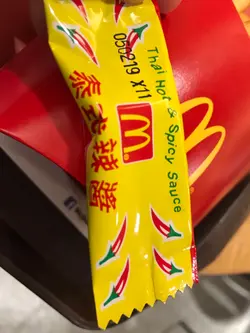 050219 X11
Thai Hot & Spicy Sauce
泰式辣醬